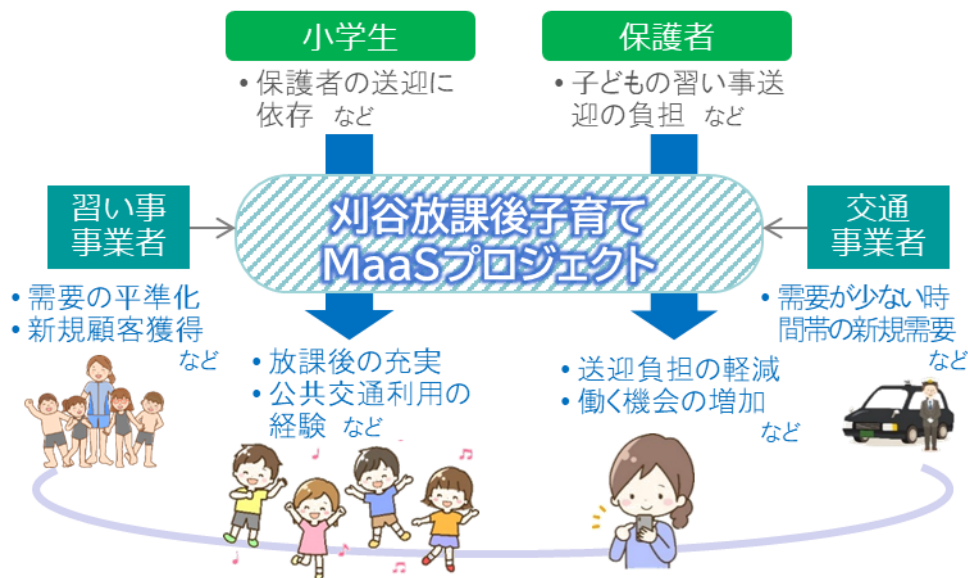 小学生
保護者
• 保護者の送迎に
依存 など
• 子どもの習い事送
迎の負担 など
習い事
事業者
刈谷放課後子育て
MaaSプロジェクト
交通
事業者
• 需要の平準化
• 新規顧客獲得
など
• 需要が少ない時
間帯の新規需要
など
• 放課後の充実
• 公共交通利用の
経験 など
• 送迎負担の軽減
• 働く機会の増加
など